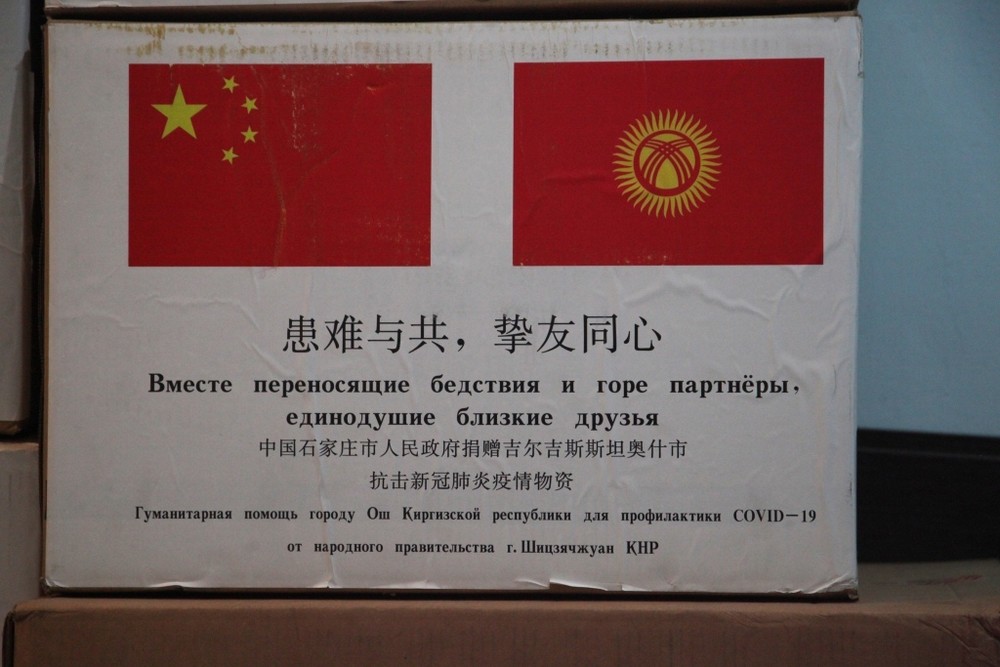 患难与共，挚友同心
Вместе переносящие бедствия и горе партнёры,
единодушие близкие друзья
中国石家庄市人民政府捐赠吉尔吉斯斯坦奥什市
抗击新冠肺炎疫情物资
Гуманитарная помощь городу Ош Қиргизской республики для профилактики COVID-19
от народного правительства г. Шицзячжуан ҚНР